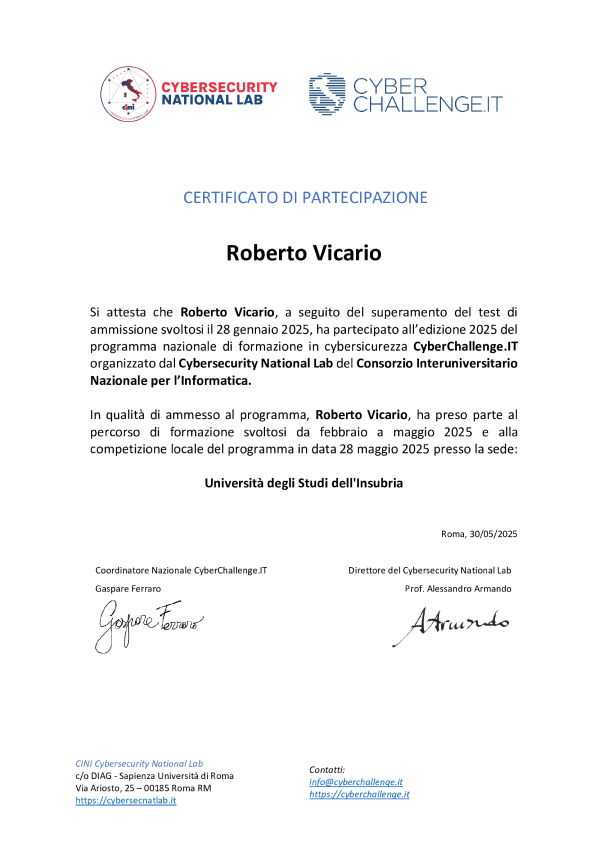 CYBERSECURITY
NATIONAL LAB
cini
CYBER
CHALLENGE.IT
CERTIFICATO DI PARTECIPAZIONE
Roberto Vicario
Si attesta che Roberto Vicario, a seguito del superamento del test di
ammissione svoltosi il 28 gennaio 2025, ha partecipato all’edizione 2025 del
programma nazionale di formazione in cybersicurezza CyberChallenge.IT
organizzato dal Cybersecurity National Lab del Consorzio Interuniversitario
Nazionale per l’Informatica.
In qualità di ammesso al programma, Roberto Vicario, ha preso parte al
percorso di formazione svoltosi da febbraio a maggio 2025 e alla
competizione locale del programma in data 28 maggio 2025 presso la sede:
Università degli Studi dell'Insubria
Roma, 30/05/2025
Coordinatore Nazionale CyberChallenge.IT
Gaspare Ferraro
Gaspare Ferraro
Direttore del Cybersecurity National Lab
Prof. Alessandro Armando
AArmando
CINI Cybersecurity National Lab
c/o DIAG - Sapienza Università di Roma
Via Ariosto, 25 – 00185 Roma RM
https://cybersecnatlab.it
Contatti:
info@cyberchallenge.it
https://cyberchallenge.it